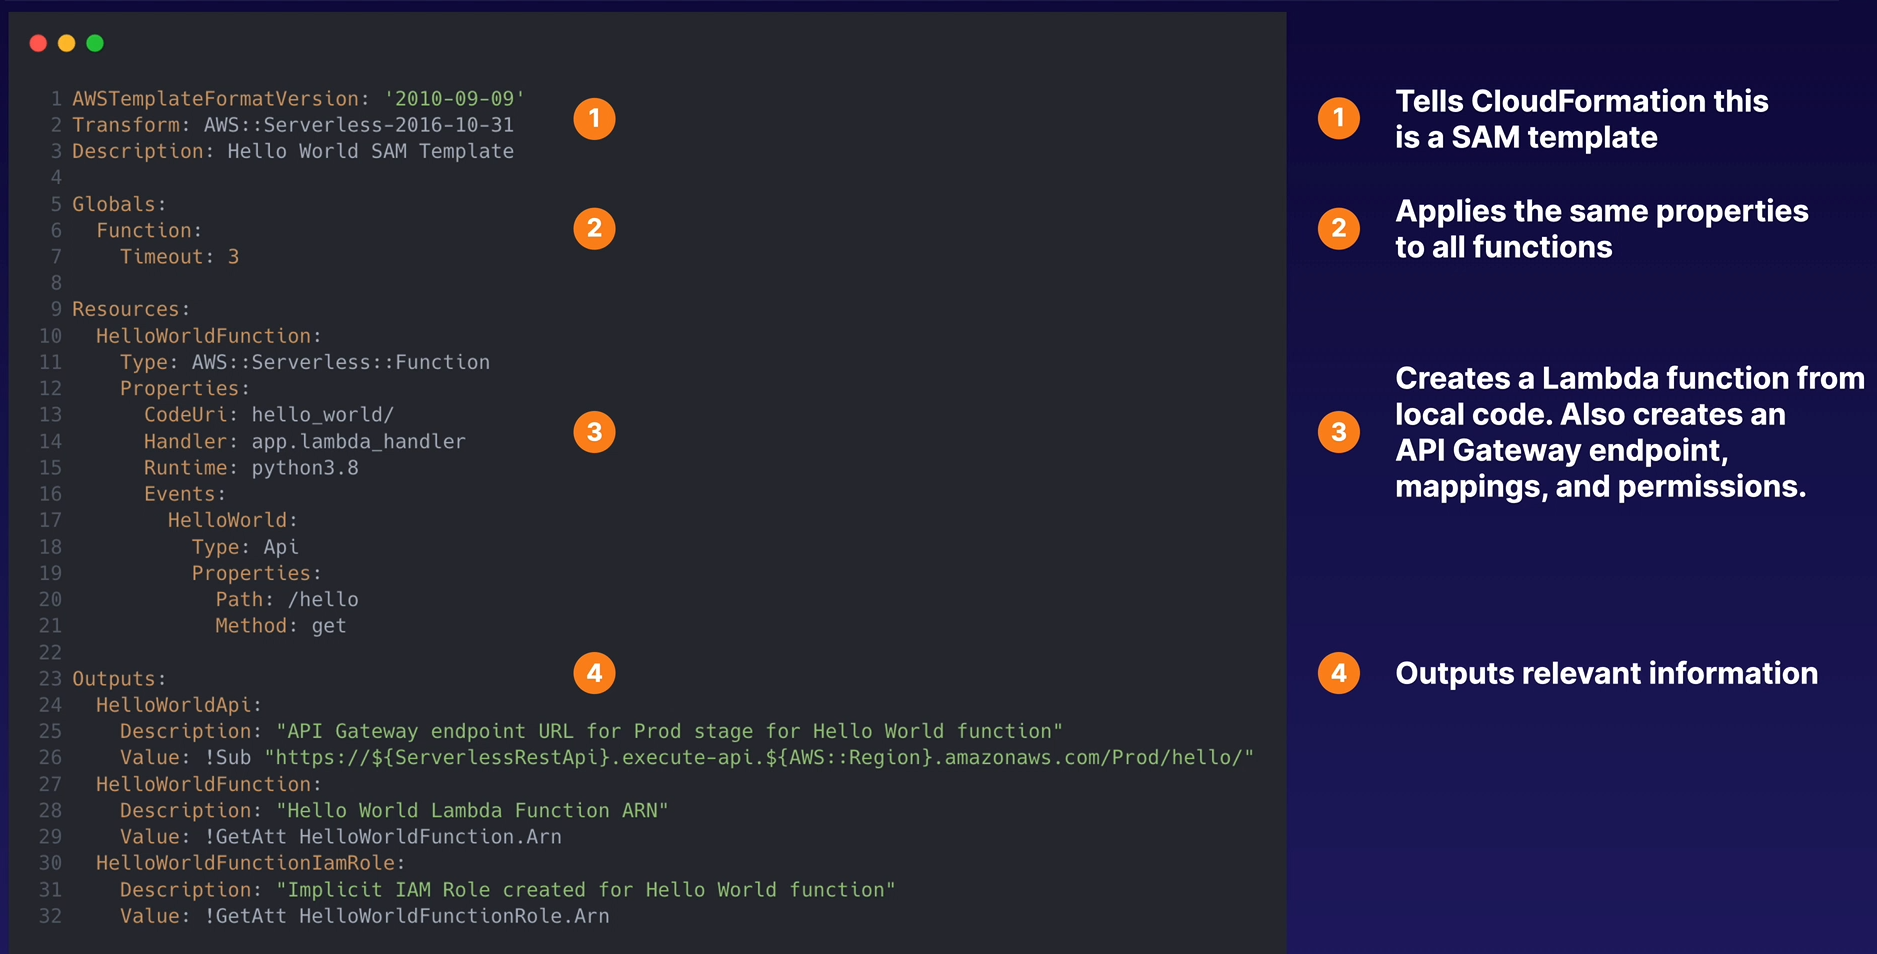 1 AWSTemplateFormatVersion: '2010-09-09'
2 Transform: AWS::Serverless-2016-10-31
3 Description: Hello World SAM Template
4
5 Globals:
6   Function:
7     Timeout: 3
8
9 Resources:
10   HelloWorldFunction:
11     Type: AWS::Serverless::Function
12     Properties:
13       CodeUri: hello_world/
14       Handler: app.lambda_handler
15       Runtime: python3.8
16       Events:
17         HelloWorld:
18           Type: Api
19           Properties:
20             Path: /hello
21             Method: get
22
23 Outputs:
24   HelloWorldApi:
25     Description: "API Gateway endpoint URL for Prod stage for Hello World function"
26     Value: !Sub "https://${ServerlessRestApi}.execute-api.${AWS::Region}.amazonaws.com/Prod/hello/"
27   HelloWorldFunction:
28     Description: "Hello World Lambda Function ARN"
29     Value: !GetAtt HelloWorldFunction.Arn
30   HelloWorldFunctionIamRole:
31     Description: "Implicit IAM Role created for Hello World function"
32     Value: !GetAtt HelloWorldFunctionRole.Arn
1
2
3
4
1 Tells CloudFormation this
is a SAM template
2 Applies the same properties
to all functions
3 Creates a Lambda function from
local code. Also creates an
API Gateway endpoint,
mappings, and permissions.
4 Outputs relevant information